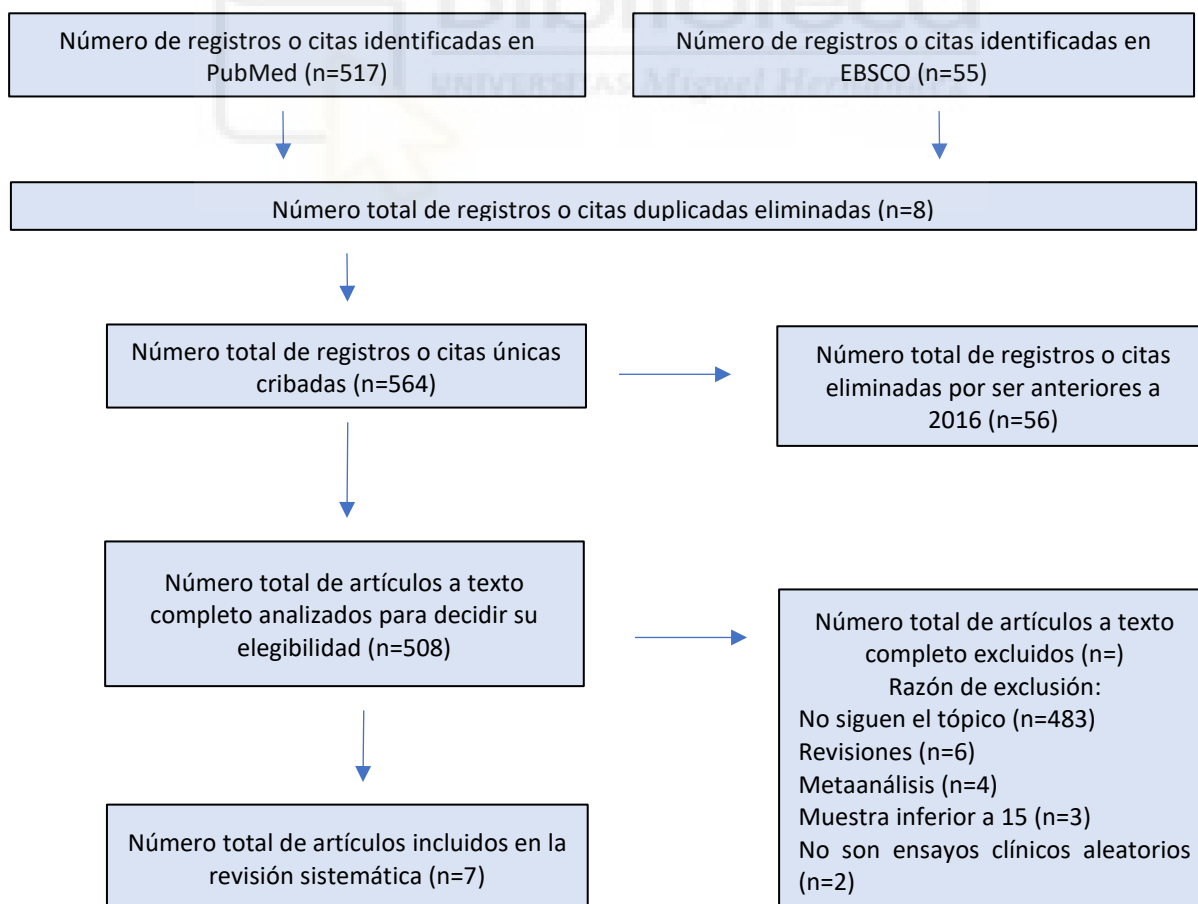 Biblioteca
UNIVERSITAS Miguel Hernández
Número de registros o citas identificadas en
PubMed (n=517)
Número de registros o citas identificadas en
EBSCO (n=55)
Número total de registros o citas duplicadas eliminadas (n=8)
Número total de registros o citas únicas
cribadas (n=564)
Número total de registros o citas
eliminadas por ser anteriores a
2016 (n=56)
Número total de artículos a texto
completo analizados para decidir su
elegibilidad (n=508)
Número total de artículos a texto
completo excluidos (n=)
Razón de exclusión:
No siguen el tópico (n=483)
Revisiones (n=6)
Metaanálisis (n=4)
Muestra inferior a 15 (n=3)
No son ensayos clínicos aleatorios
(n=2)
Número total de artículos incluidos en la
revisión sistemática (n=7)